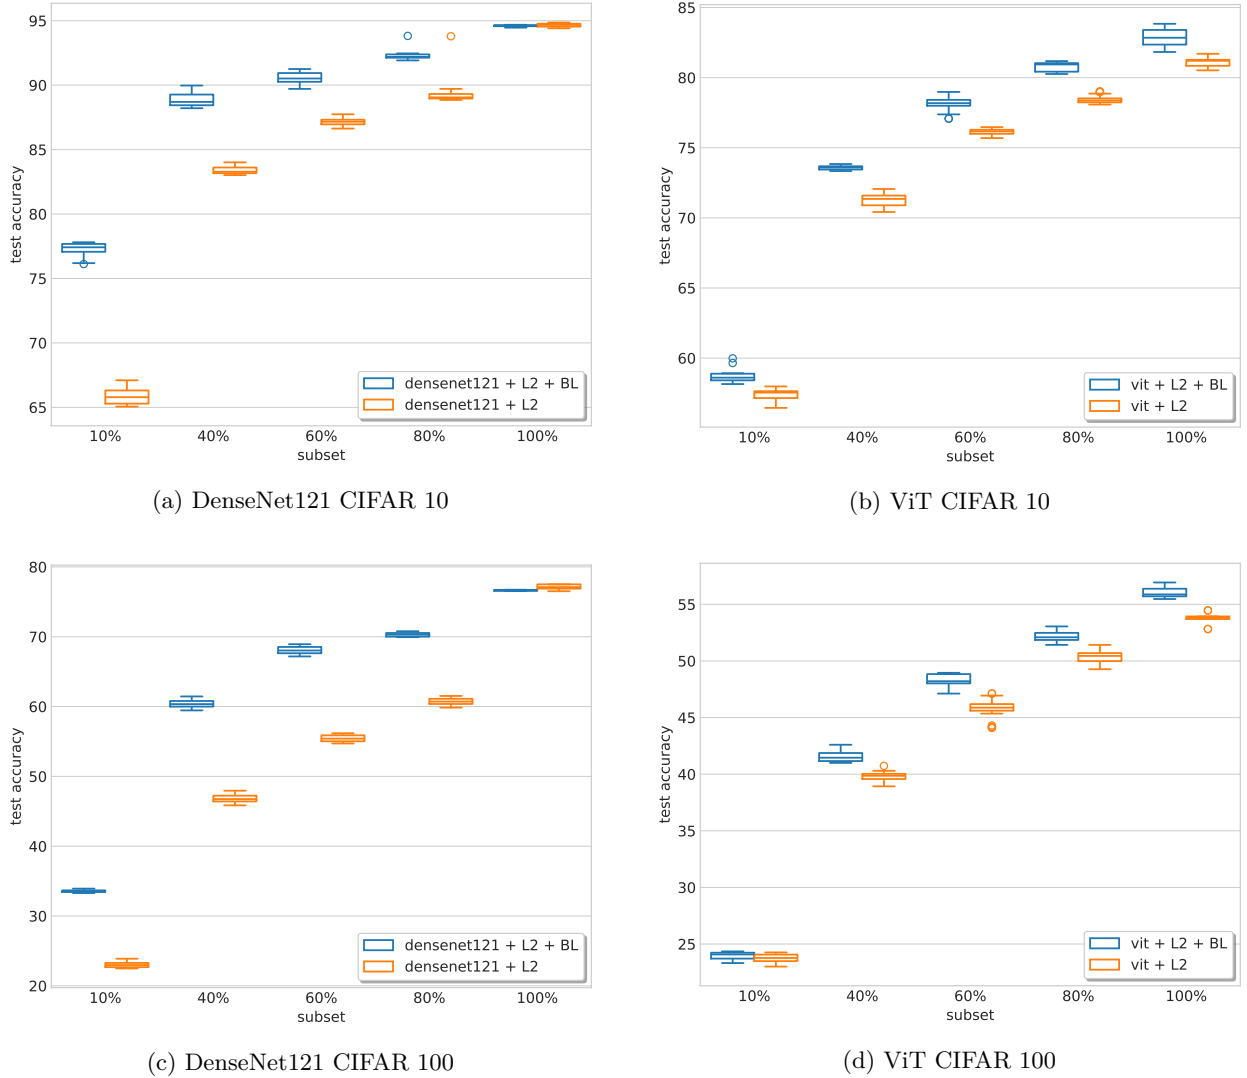 95
90
85
80
75
70
65
test accuracy
10% 40% 60% 80% 100%
subset
densenet121 + L2 + BL
densenet121 + L2
(a) DenseNet121 CIFAR 10
85
80
75
70
65
60
test accuracy
10% 40% 60% 80% 100%
subset
vit + L2 + BL
vit + L2
(b) ViT CIFAR 10
80
70
60
50
40
30
20
test accuracy
10% 40% 60% 80% 100%
subset
densenet121 + L2 + BL
densenet121 + L2
(c) DenseNet121 CIFAR 100
55
50
45
40
35
30
25
test accuracy
10% 40% 60% 80% 100%
subset
vit + L2 + BL
vit + L2
(d) ViT CIFAR 100